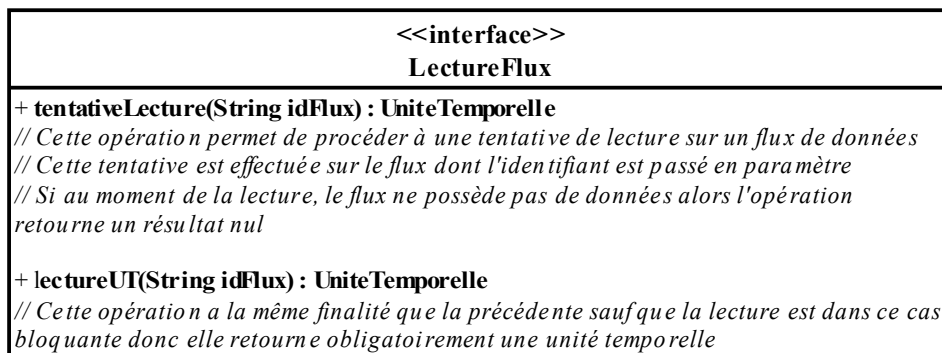 <<interface>>
LectureFlux
+ tentativeLecture(String idFlux) : UniteTemporelle
// Cette opération permet de procéder à une tentative de lecture sur un flux de données
// Cette tentative est effectuée sur le flux dont l'identifiant est passé en paramètre
// Si au moment de la lecture, le flux ne possède pas de données alors l'opération
retourne un résultat nul
+ lectureUT(String idFlux) : UniteTemporelle
// Cette opération a la même finalité que la précédente sauf que la lecture est dans ce cas
bloquante donc elle retourne obligatoirement une unité temporelle